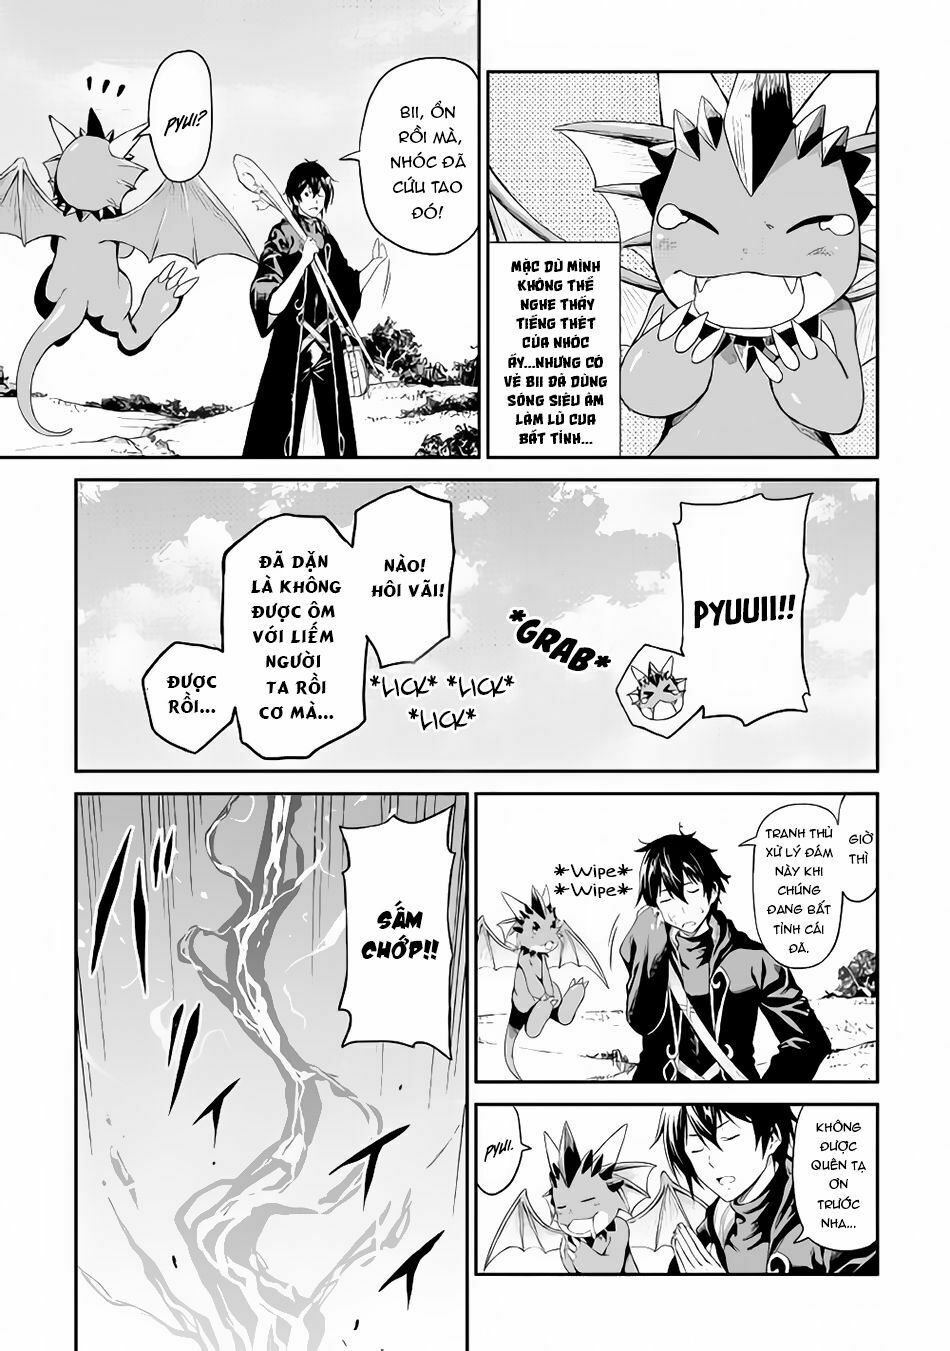 MẶC DÙ MÌNH
KHÔNG THỂ
NGHE THẤY
TIẾNG THÉT
CỦA NHÓC
ẤY...NHƯNG CÓ
VẺ BII ĐÃ DÙNG
SÓNG SIÊU ÂM
LÀM LŨ CUA
BẤT TỈNH...
BII, ỔN
RỒI MÀ,
NHÓC ĐÃ
CỨU TAO
ĐÓ!
PYUI?
PYUUII!!
*GRAB*
NÀO!
HÔI VÃI!
*LICK* *LICK*
*LICK*
ĐÃ DẶN
LÀ KHÔNG
ĐƯỢC ÔM
VỚI LIẾM
NGƯỜI
TA RỒI
CƠ MÀ...
ĐƯỢC
RỒI...
GIỜ
THÌ
TRANH THỦ
XỬ LÝ ĐÁM
NÀY KHI
CHÚNG
ĐANG BẤT
TỈNH CÁI
ĐÃ.
*Wipe*
*Wipe*
KHÔNG
ĐƯỢC
QUÊN TẠ
ƠN
TRƯỚC
NHA...
PYUI.
SẤM
CHỚP!!